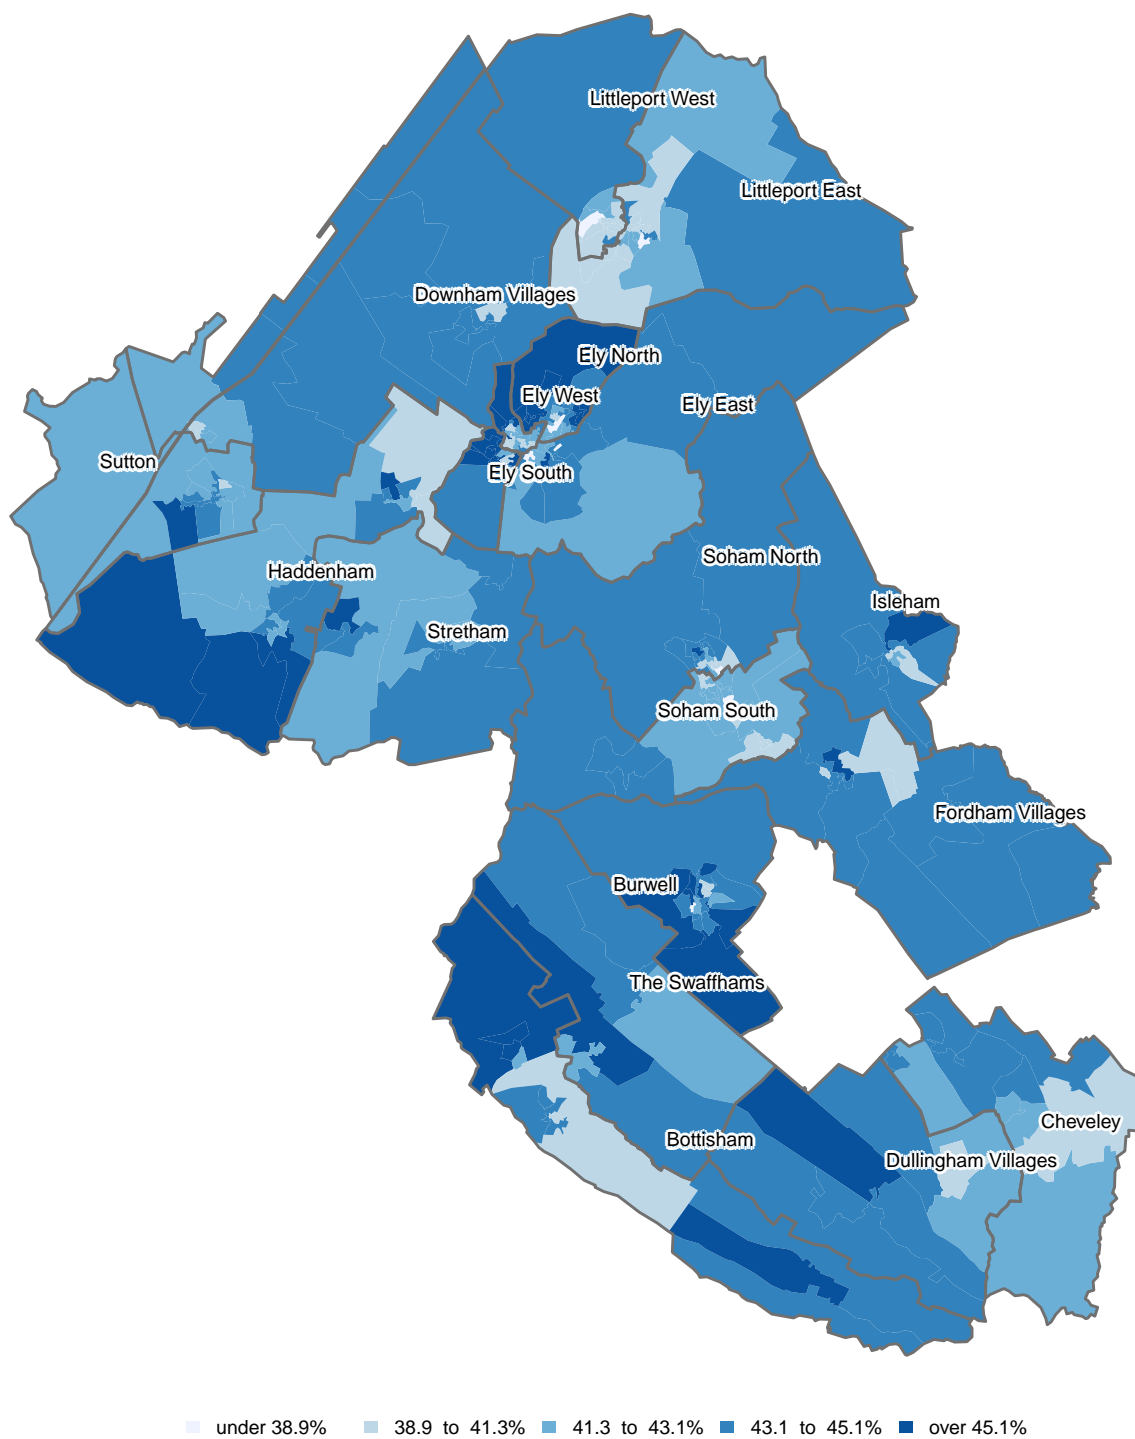 Littleport West
Littleport East
Downham Villages
Ely North
Ely West
Ely East
Sutton
Ely South
Soham North
Haddenham
Isleham
Stretham
Soham South
Fordham Villages
Burwell
The Swaffhams
Cheveley
Bottisham
Dullingham Villages
under 38.9% 38.9 to 41.3% 41.3 to 43.1% 43.1 to 45.1% over 45.1%